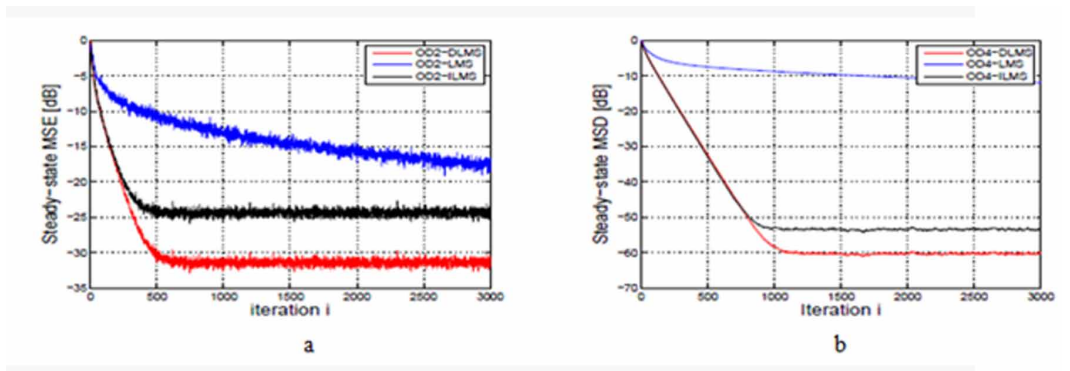 OD2-DLMS
OD2-LMS
OD2-ILMS
Steady-state MSE [dB]
0
−5
−10
−15
−20
−25
−30
−35
0 500 1000 1500 2000 2500 3000
iteration i
a
OD4-DLMS
OD4-LMS
OD4-ILMS
Steady-state MSD [dB]
0
−10
−20
−30
−40
−50
−60
−70
0 500 1000 1500 2000 2500 3000
Iteration i
b